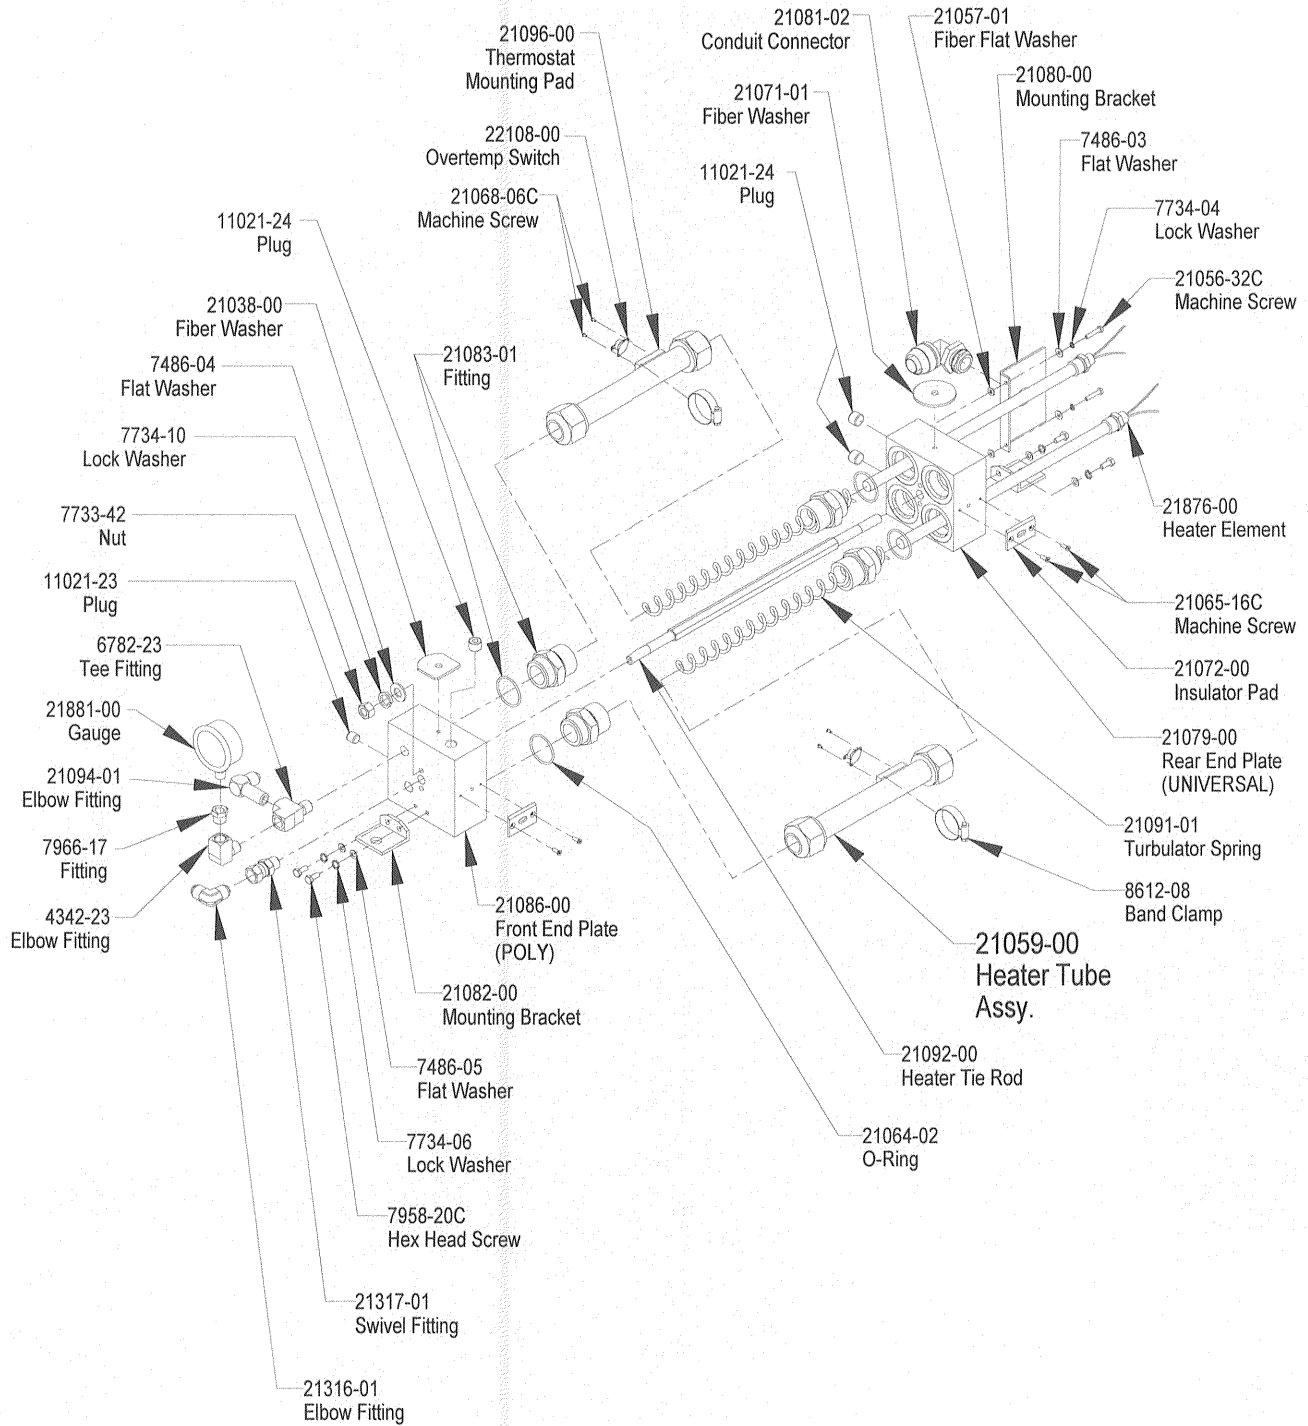 21096-00
Thermostat
Mounting Pad
22108-00
Overtemp Switch
21068-06C
Machine Screw
21081-02
Conduit Connector
21071-01
Fiber Washer
11021-24
Plug
21057-01
Fiber Flat Washer
21080-00
Mounting Bracket
7486-03
Flat Washer
7734-04
Lock Washer
21056-32C
Machine Screw
11021-24
Plug
21038-00
Fiber Washer
7486-04
Flat Washer
7734-10
Lock Washer
7733-42
Nut
11021-23
Plug
6782-23
Tee Fitting
21881-00
Gauge
21094-01
Elbow Fitting
7966-17
Fitting
4342-23
Elbow Fitting
21083-01
Fitting
21876-00
Heater Element
21065-16C
Machine Screw
21072-00
Insulator Pad
21079-00
Rear End Plate
(UNIVERSAL)
21091-01
Turbulator Spring
8612-08
Band Clamp
21059-00
Heater Tube
Assy.
21092-00
Heater Tie Rod
21064-02
O-Ring
21086-00
Front End Plate
(POLY)
21082-00
Mounting Bracket
7486-05
Flat Washer
7734-06
Lock Washer
7958-20C
Hex Head Screw
21317-01
Swivel Fitting
21316-01
Elbow Fitting